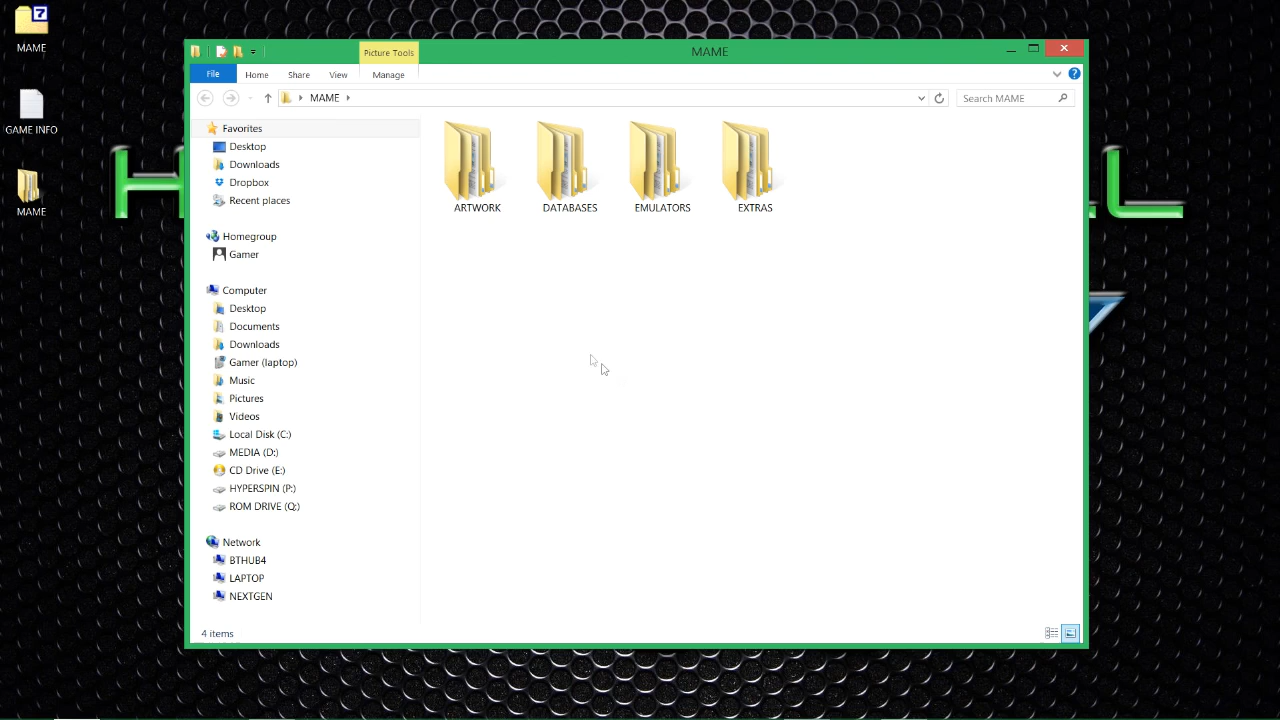 7
MAME
GAME INFO
MAME
H
L
7
Picture Tools
MAME
File
Home
Share
View
Manage
MAME
Search MAME
Favorites
Desktop
Downloads
Dropbox
Recent places
Homegroup
Gamer
Computer
Desktop
Documents
Downloads
Gamer (laptop)
Music
Pictures
Videos
Local Disk (C:)
MEDIA (D:)
CD Drive (E:)
HYPERSPIN (P:)
ROM DRIVE (Q:)
Network
BTHUB4
LAPTOP
NEXTGEN
ARTWORK
DATABASES
EMULATORS
EXTRAS
4 items